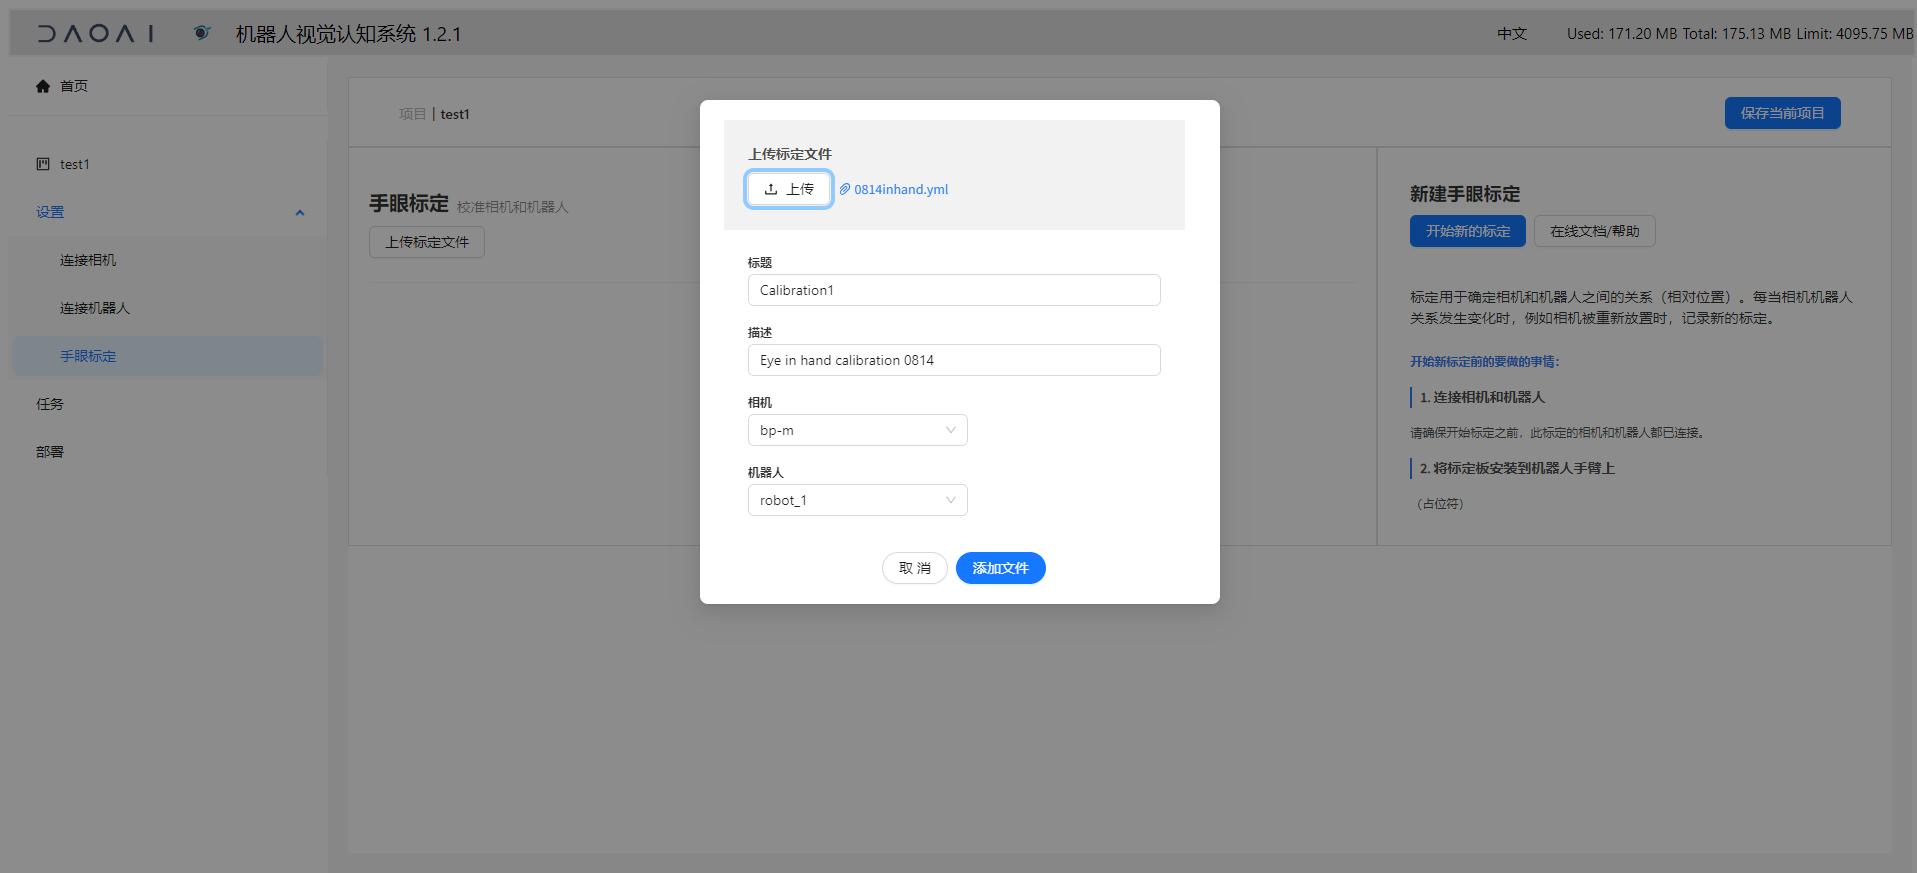 DAOAI 机器人视觉认知系统 1.2.1 中文 Used: 171.20 MB Total: 175.13 MB Limit: 4095.75 MB
首页
test1
设置
连接相机
连接机器人
手眼标定
任务
部署
项目 | test1
保存当前项目
手眼标定 校准相机和机器人
上传标定文件
上传标定文件
上传 0814inhand.yml
标题
Calibration1
描述
Eye in hand calibration 0814
相机
bp-m
机器人
robot_1
取 消 添加文件
新建手眼标定
开始新的标定 在线文档/帮助
标定用于确定相机和机器人之间的关系（相对位置）。每当相机机器人
关系发生变化时，例如相机被重新放置时，记录新的标定。
开始新标定前的要做的事情：
1. 连接相机和机器人
请确保开始标定之前，此标定的相机和机器人都已连接。
2. 将标定板安装到机器人手臂上
（占位符）